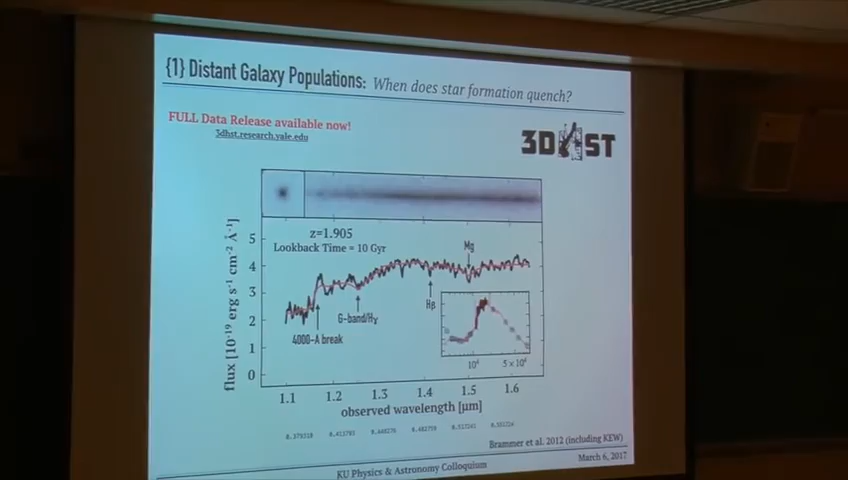 {1} Distant Galaxy Populations: When does star formation quench?
FULL Data Release available now!
3dhst.research.yale.edu
3D HST
z=1.905
Lookback Time = 10 Gyr
flux [10⁻¹⁹ erg s⁻¹ cm⁻² Å⁻¹]
5
4
3
2
1
0
Mg
Hβ
G-band/Hγ
4000-A break
10⁴
5×10⁴
1.1 1.2 1.3 1.4 1.5 1.6
observed wavelength [μm]
Brammer et al. 2012 (including KEW)
KU Physics & Astronomy Colloquium
March 6, 2017